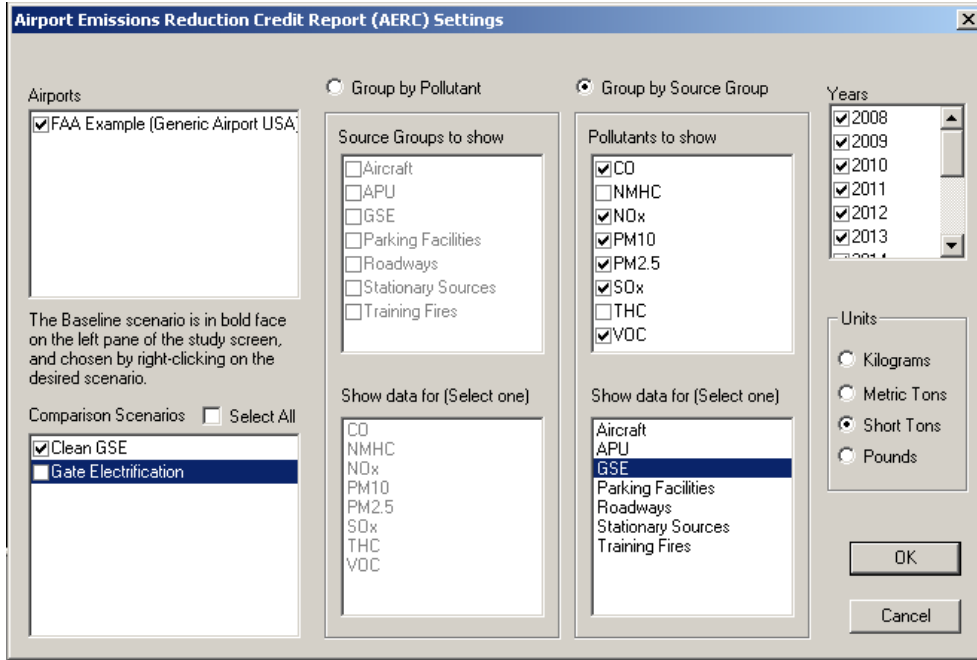 Airport Emissions Reduction Credit Report (AERC) Settings
Airports
FAA Example (Generic Airport USA)
The Baseline scenario is in bold face
on the left pane of the study screen,
and chosen by right-clicking on the
desired scenario.
Comparison Scenarios
Select All
Clean GSE
Gate Electrification
Group by Pollutant
Source Groups to show
Aircraft
APU
GSE
Parking Facilities
Roadways
Stationary Sources
Training Fires
Show data for (Select one)
CO
NMHC
NOx
PM10
PM2.5
SOx
THC
VOC
Group by Source Group
Pollutants to show
CO
NMHC
NOx
PM10
PM2.5
SOx
THC
VOC
Show data for (Select one)
Aircraft
APU
GSE
Parking Facilities
Roadways
Stationary Sources
Training Fires
Years
2008
2009
2010
2011
2012
2013
2014
Units
Kilograms
Metric Tons
Short Tons
Pounds
OK
Cancel